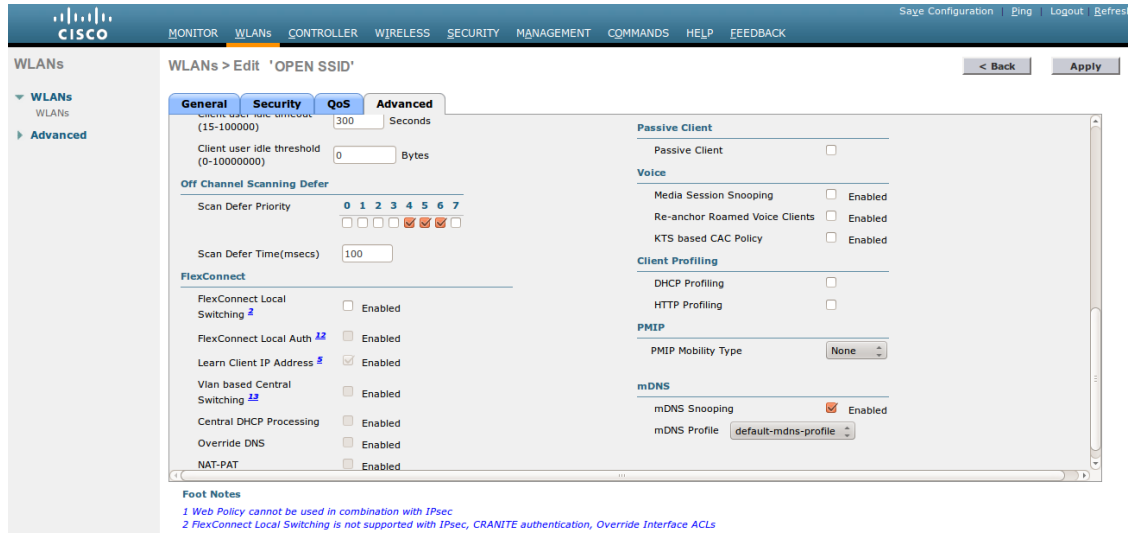 Save Configuration | Ping | Logout | Refresh
CISCO
MONITOR WLANs CONTROLLER WIRELESS SECURITY MANAGEMENT COMMANDS HELP FEEDBACK
WLANs
WLANs
WLANs
Advanced
WLANs > Edit 'OPEN SSID'
< Back
Apply
General Security QoS Advanced
Client user idle timeout
(15-100000)
300 Seconds
Client user idle threshold
(0-10000000)
0 Bytes
Off Channel Scanning Defer
Scan Defer Priority
0 1 2 3 4 5 6 7
Scan Defer Time(msecs) 100
FlexConnect
FlexConnect Local
Switching 2 Enabled
FlexConnect Local Auth 12 Enabled
Learn Client IP Address 5 Enabled
Vlan based Central
Switching 13 Enabled
Central DHCP Processing Enabled
Override DNS Enabled
NAT-PAT Enabled
Passive Client
Passive Client
Voice
Media Session Snooping Enabled
Re-anchor Roamed Voice Clients Enabled
KTS based CAC Policy Enabled
Client Profiling
DHCP Profiling
HTTP Profiling
PMIP
PMIP Mobility Type None
mDNS
mDNS Snooping Enabled
mDNS Profile default-mdns-profile
Foot Notes
1 Web Policy cannot be used in combination with IPsec
2 FlexConnect Local Switching is not supported with IPsec, CRANITE authentication, Override Interface ACLs